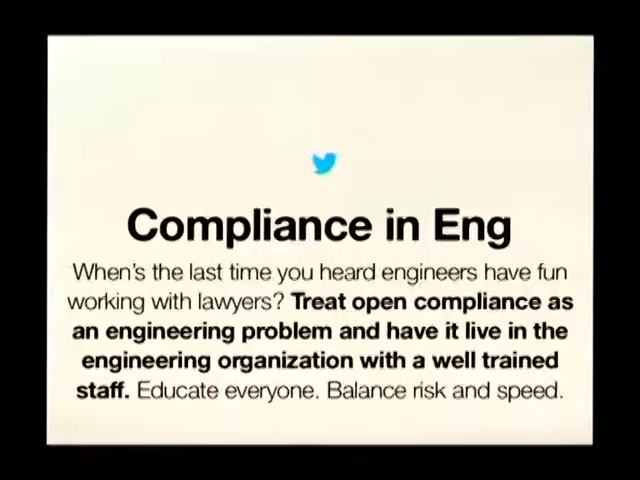 Compliance in Eng
When's the last time you heard engineers have fun
working with lawyers? Treat open compliance as
an engineering problem and have it live in the
engineering organization with a well trained
staff. Educate everyone. Balance risk and speed.